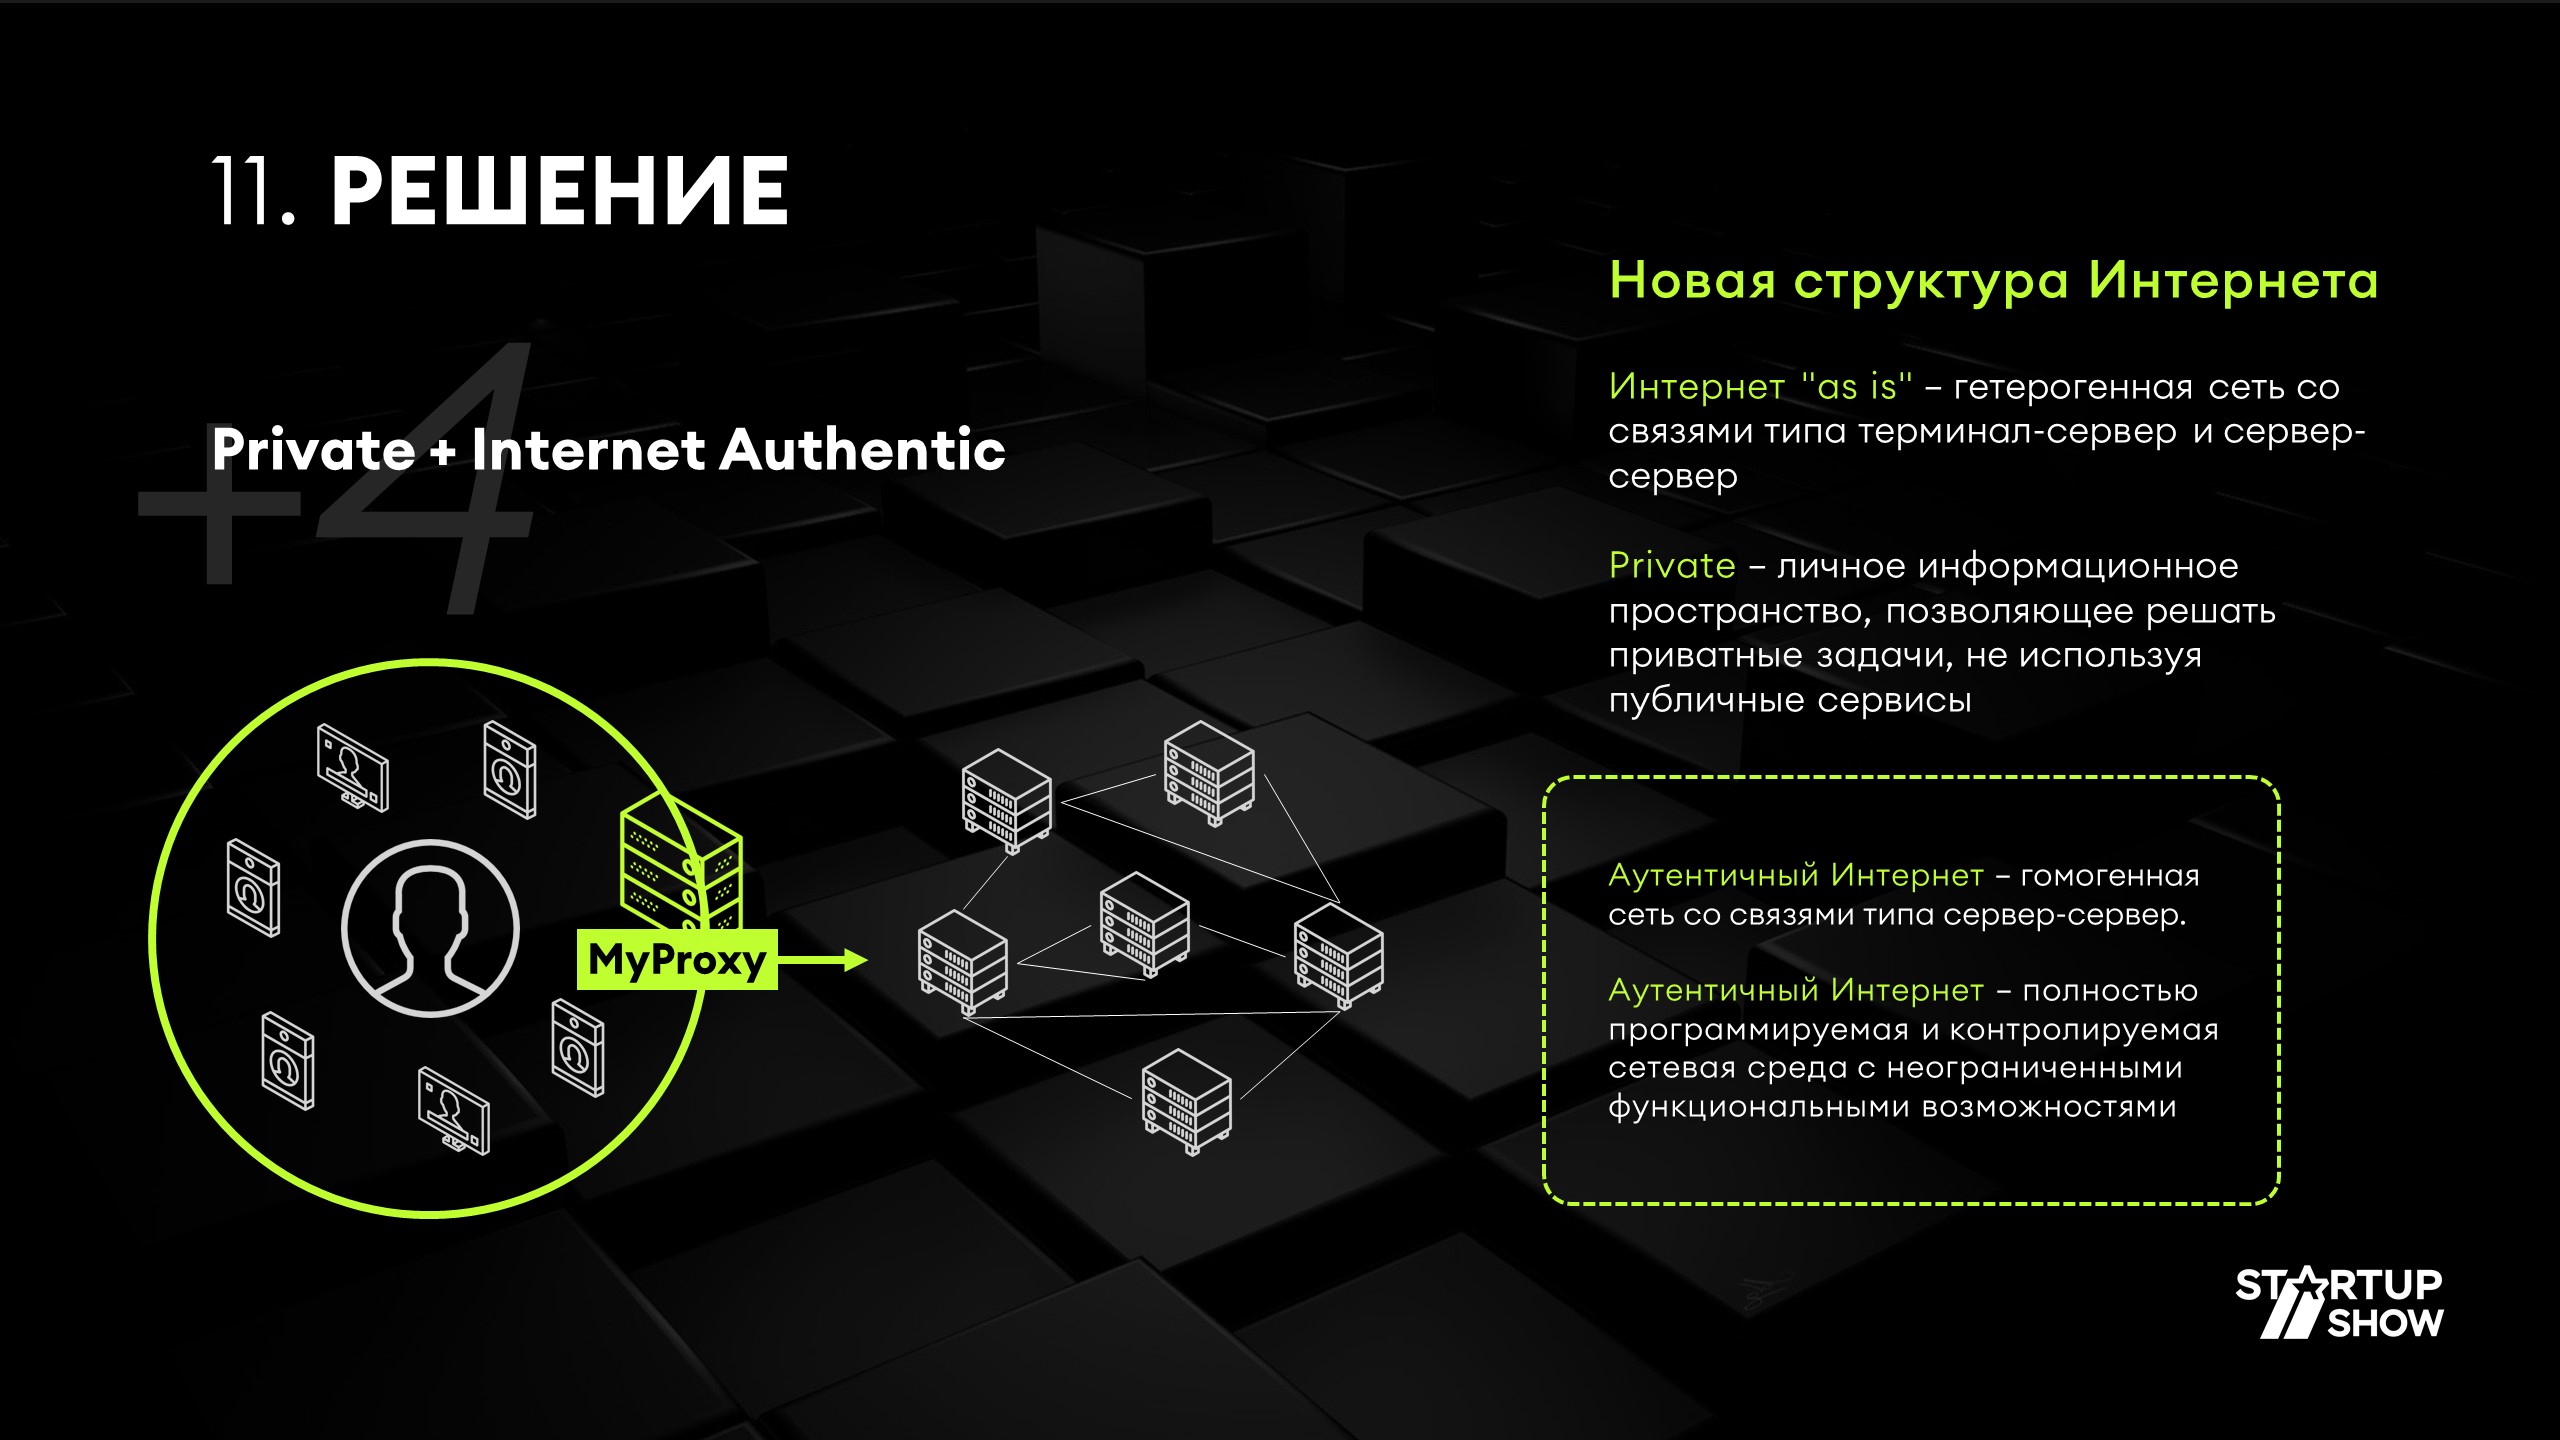 11. РЕШЕНИЕ
+4
Private + Internet Authentic
MyProxy
Новая структура Интернета
Интернет "as is" – гетерогенная сеть со
связями типа терминал-сервер и сервер-
сервер
Private – личное информационное
пространство, позволяющее решать
приватные задачи, не используя
публичные сервисы
Аутентичный Интернет – гомогенная
сеть со связями типа сервер-сервер.
Аутентичный Интернет – полностью
программируемая и контролируемая
сетевая среда с неограниченными
функциональными возможностями
STARTUP
SHOW